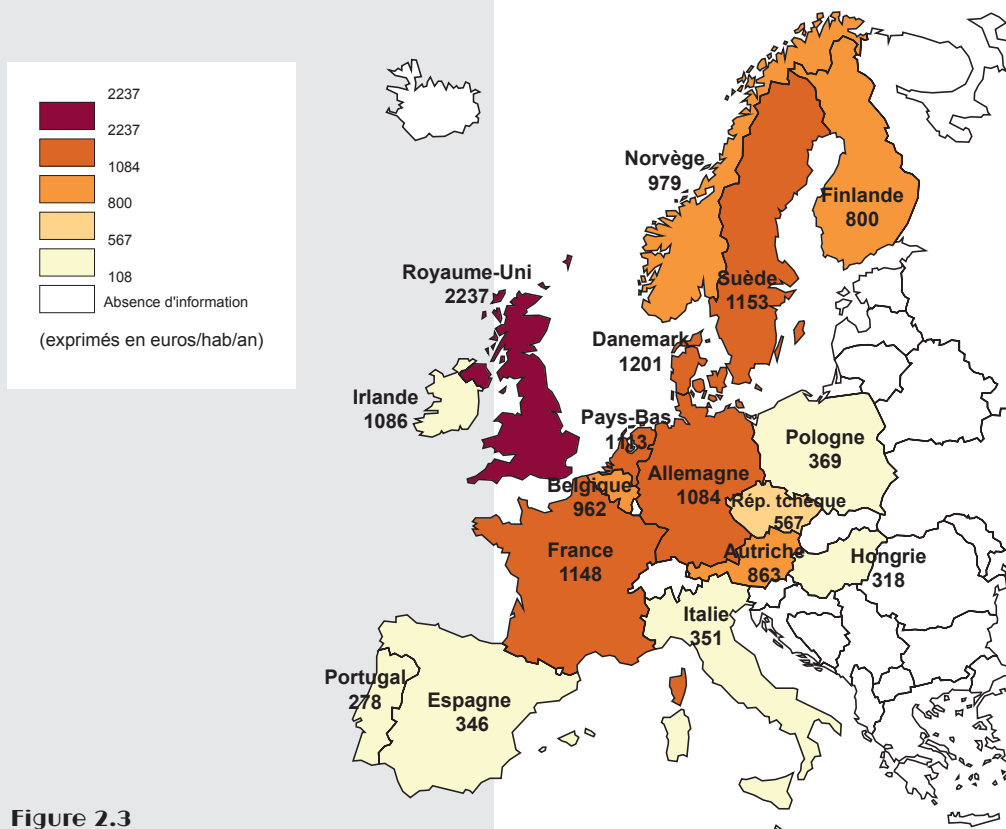 2237
2237
1084
800
567
108
Absence d'information
(exprimés en euros/hab/an)
Norvège
979
Finlande
800
Royaume-Uni
2237
Suède
1153
Danemark
1201
Irlande
1086
Pays-Bas
1113
Pologne
369
Allemagne
1084
Belgique
962
Rép. tchèque
567
France
1148
Autriche
863
Hongrie
318
Italie
351
Portugal
278
Espagne
346
Figure 2.3